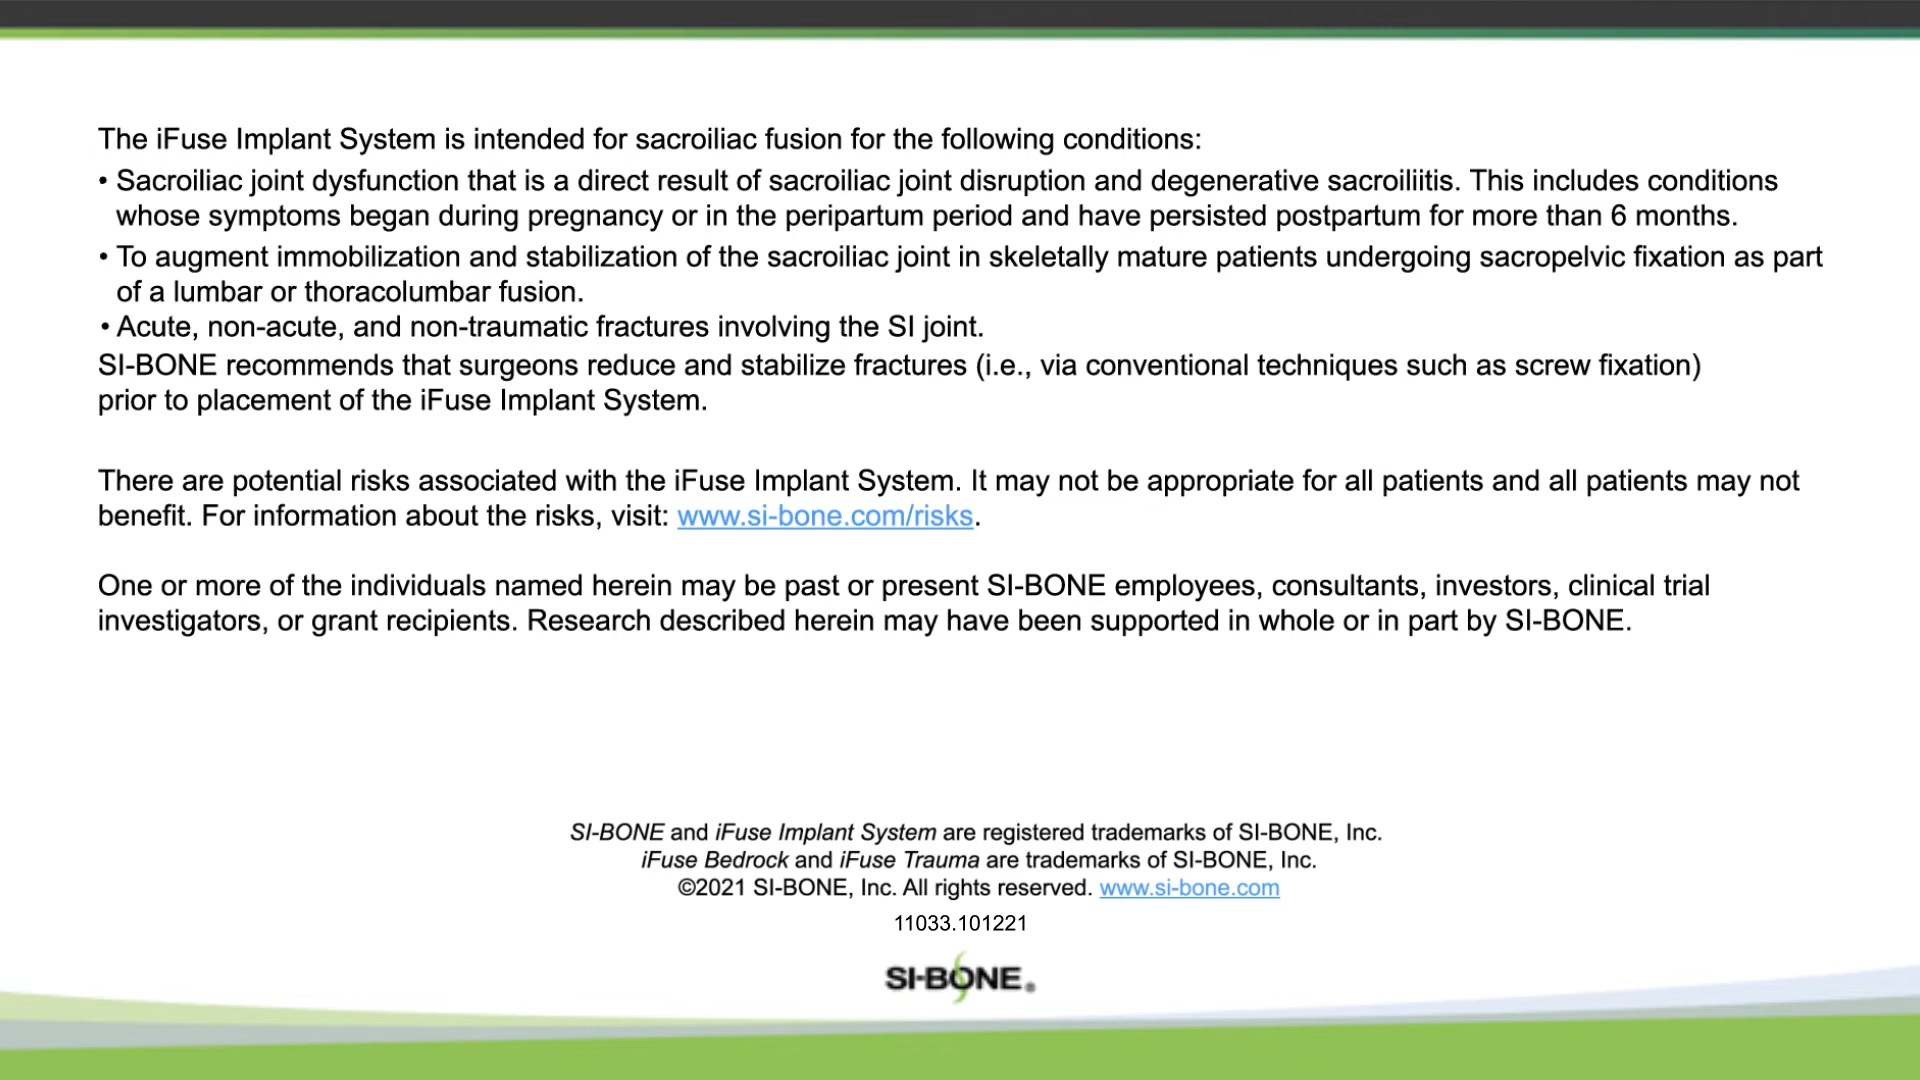 The iFuse Implant System is intended for sacroiliac fusion for the following conditions:
• Sacroiliac joint dysfunction that is a direct result of sacroiliac joint disruption and degenerative sacroiliitis. This includes conditions
whose symptoms began during pregnancy or in the peripartum period and have persisted postpartum for more than 6 months.
• To augment immobilization and stabilization of the sacroiliac joint in skeletally mature patients undergoing sacropelvic fixation as part
of a lumbar or thoracolumbar fusion.
• Acute, non-acute, and non-traumatic fractures involving the SI joint.
SI-BONE recommends that surgeons reduce and stabilize fractures (i.e., via conventional techniques such as screw fixation)
prior to placement of the iFuse Implant System.
There are potential risks associated with the iFuse Implant System. It may not be appropriate for all patients and all patients may not
benefit. For information about the risks, visit: www.si-bone.com/risks.
One or more of the individuals named herein may be past or present SI-BONE employees, consultants, investors, clinical trial
investigators, or grant recipients. Research described herein may have been supported in whole or in part by SI-BONE.
SI-BONE and iFuse Implant System are registered trademarks of SI-BONE, Inc.
iFuse Bedrock and iFuse Trauma are trademarks of SI-BONE, Inc.
©2021 SI-BONE, Inc. All rights reserved. www.si-bone.com
11033.101221
SI-BONE®